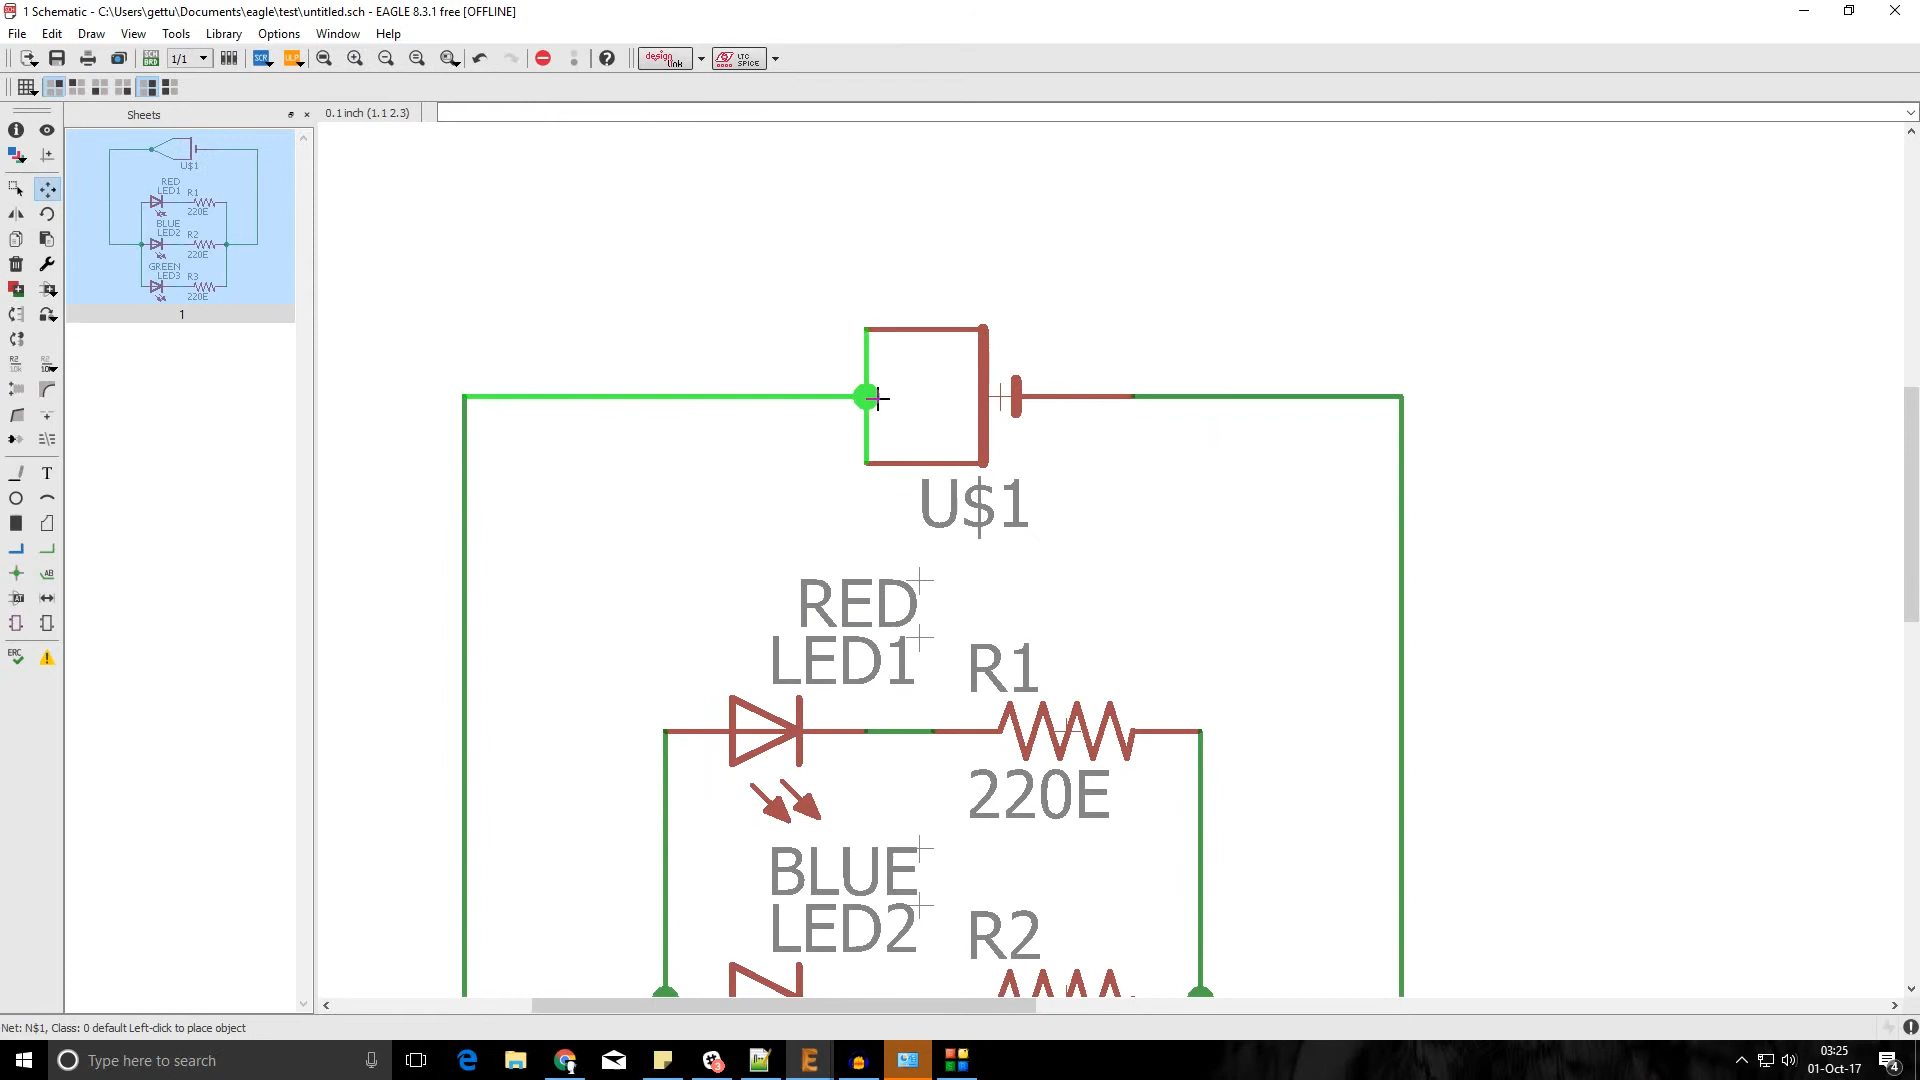 1 Schematic - C:\Users\gettu\Documents\eagle\test\untitled.sch - EAGLE 8.3.1 free [OFFLINE]
File Edit Draw View Tools Library Options Window Help
1/1 SCR ULP design link LTC SPICE
Sheets
0.1 inch (1.1 2.3)
U$1
RED
LED1 R1
220E
BLUE
LED2 R2
220E
GREEN
LED3 R3
220E
1
U$1
RED
LED1
R1
220E
BLUE
LED2
R2
T
ERC
Net: N$1, Class: 0 default Left-click to place object
Type here to search
03:25
01-Oct-17
3
4